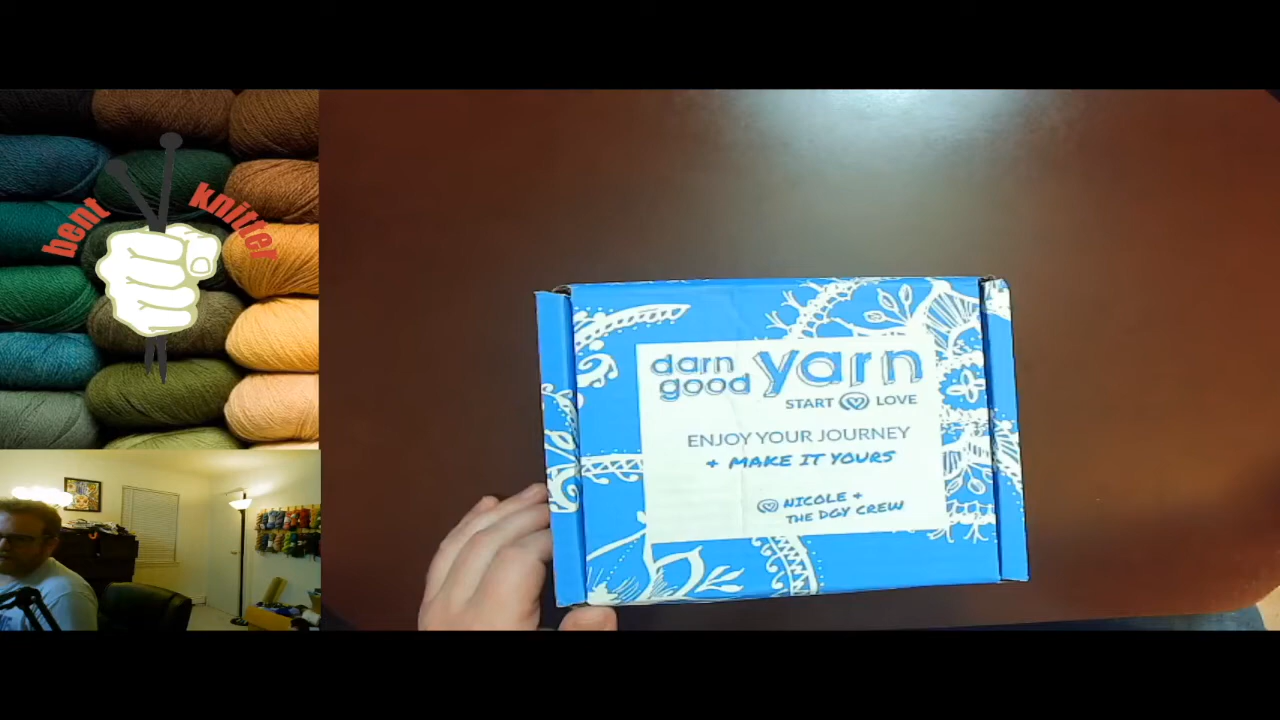 bent knitter
darn good yarn
START LOVE
ENJOY YOUR JOURNEY
+ MAKE IT YOURS
NICOLE +
THE DGY CREW